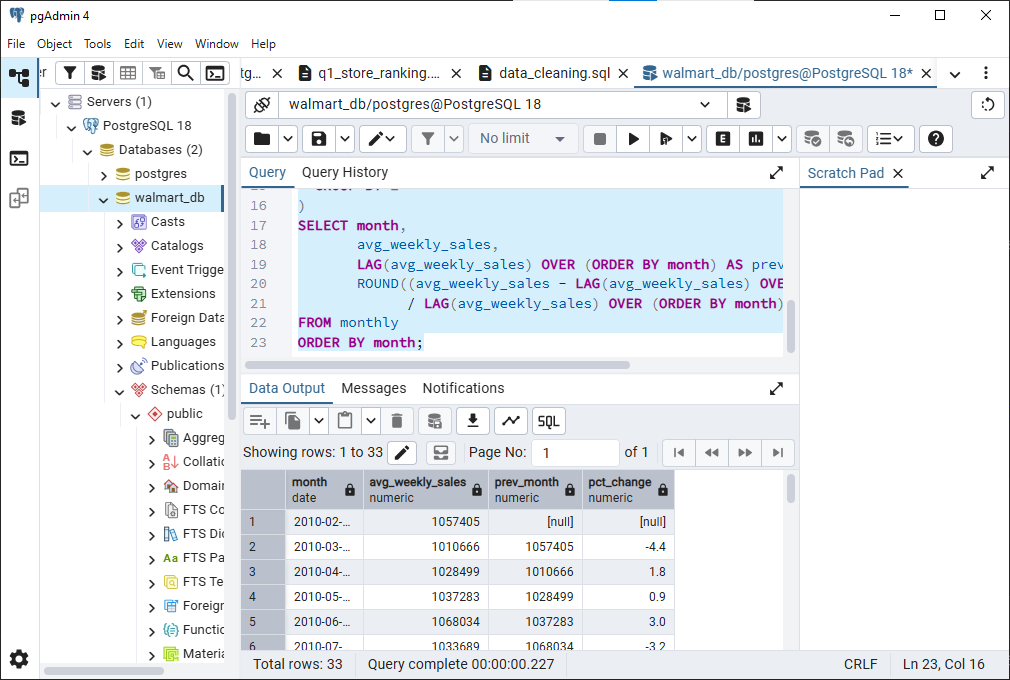 pgAdmin 4
File Object Tools Edit View Window Help
er
tg... q1_store_ranking.... data_cleaning.sql walmart_db/postgres@PostgreSQL 18*
Servers (1)
PostgreSQL 18
Databases (2)
postgres
walmart_db
Casts
Catalogs
Event Trigge
Extensions
Foreign Data
Languages
Publications
Schemas (1)
public
Aggreg
Collatio
Domain
FTS Co
FTS Dic
FTS Pa
FTS Te
Foreign
Functio
Materia
walmart_db/postgres@PostgreSQL 18
No limit
E
Query Query History
Scratch Pad
16 )
17 SELECT month,
18 avg_weekly_sales,
19 LAG(avg_weekly_sales) OVER (ORDER BY month) AS prev
20 ROUND((avg_weekly_sales - LAG(avg_weekly_sales) OVE
21 / LAG(avg_weekly_sales) OVER (ORDER BY month)
22 FROM monthly
23 ORDER BY month;
Data Output Messages Notifications
SQL
Showing rows: 1 to 33 Page No: 1 of 1
month avg_weekly_sales prev_month pct_change
date numeric numeric numeric
1 2010-02-... 1057405 [null] [null]
2 2010-03-... 1010666 1057405 -4.4
3 2010-04-... 1028499 1010666 1.8
4 2010-05-... 1037283 1028499 0.9
5 2010-06-... 1068034 1037283 3.0
6 2010-07- 1033689 1068034 -3.2
Total rows: 33 Query complete 00:00:00.227 CRLF Ln 23, Col 16